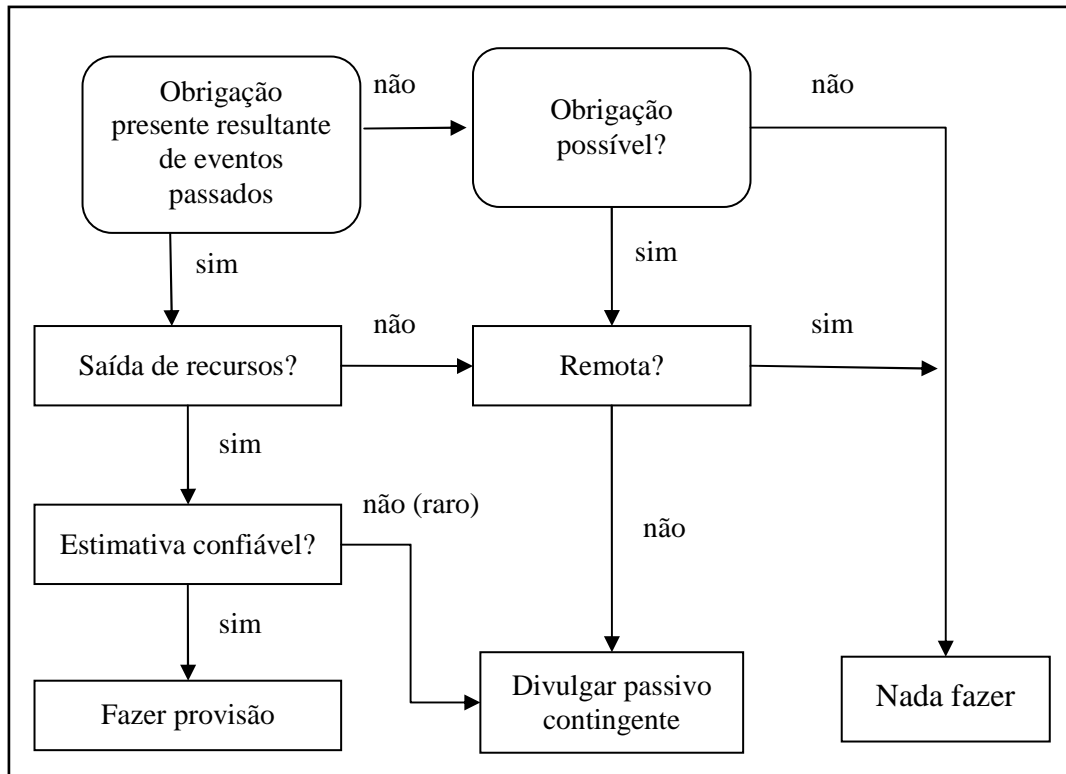 Obrigação
presente resultante
de eventos
passados
não
Obrigação
possível?
não
sim
sim
Saída de recursos?
não
Remota?
sim
sim
Estimativa confiável?
não (raro)
não
sim
Fazer provisão
Divulgar passivo
contingente
Nada fazer